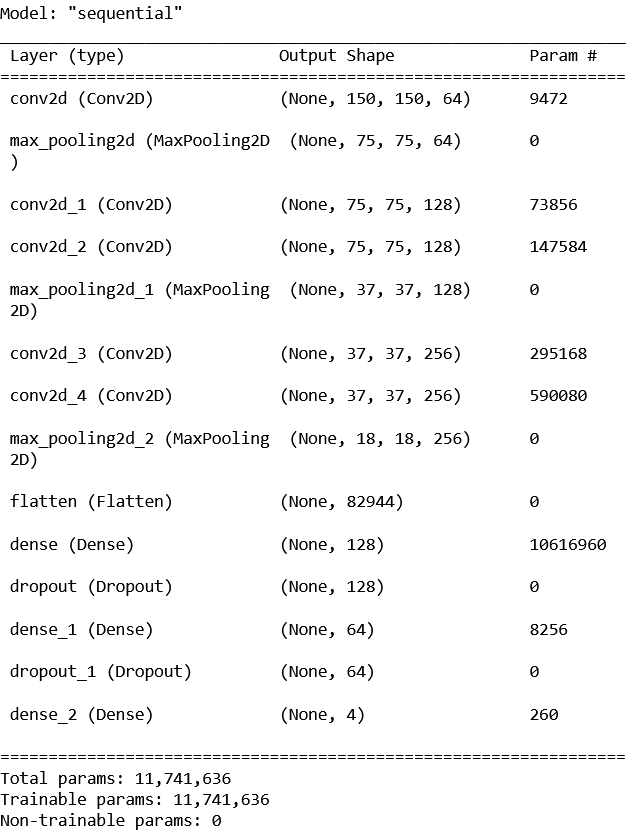 Model: "sequential"
_________________________________________________________________
Layer (type) Output Shape Param #
=================================================================
conv2d (Conv2D) (None, 150, 150, 64) 9472
max_pooling2d (MaxPooling2D (None, 75, 75, 64) 0
)
conv2d_1 (Conv2D) (None, 75, 75, 128) 73856
conv2d_2 (Conv2D) (None, 75, 75, 128) 147584
max_pooling2d_1 (MaxPooling (None, 37, 37, 128) 0
2D)
conv2d_3 (Conv2D) (None, 37, 37, 256) 295168
conv2d_4 (Conv2D) (None, 37, 37, 256) 590080
max_pooling2d_2 (MaxPooling (None, 18, 18, 256) 0
2D)
flatten (Flatten) (None, 82944) 0
dense (Dense) (None, 128) 10616960
dropout (Dropout) (None, 128) 0
dense_1 (Dense) (None, 64) 8256
dropout_1 (Dropout) (None, 64) 0
dense_2 (Dense) (None, 4) 260
=================================================================
Total params: 11,741,636
Trainable params: 11,741,636
Non-trainable params: 0